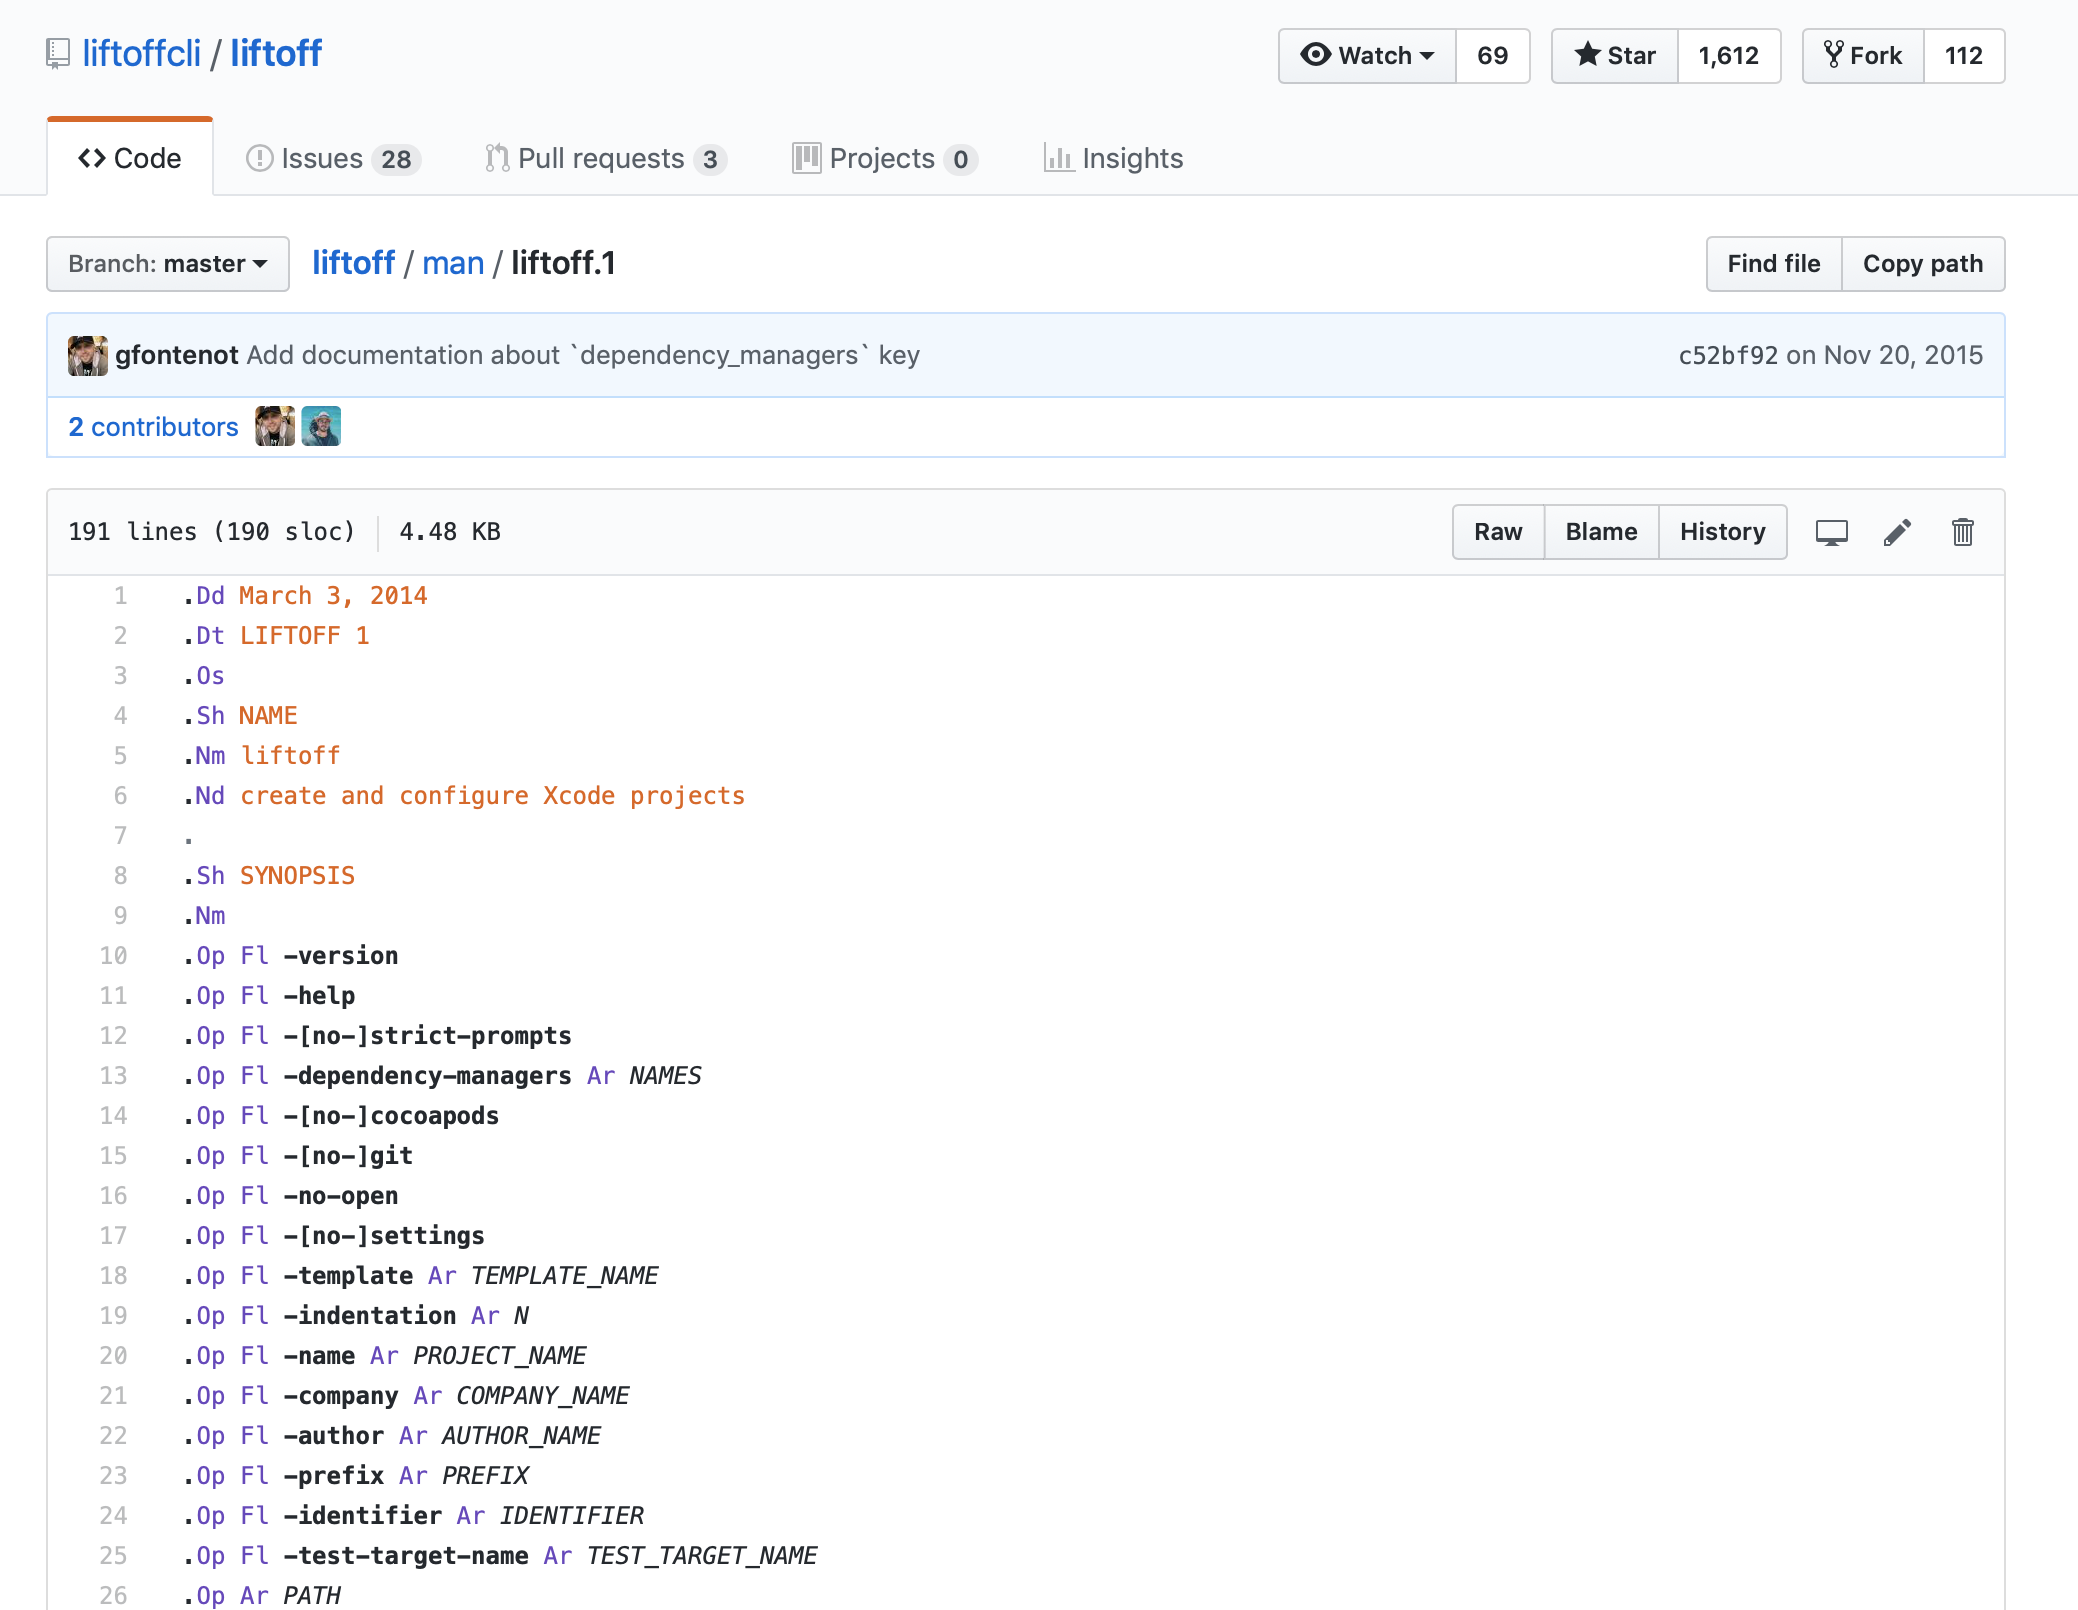 liftoffcli / liftoff
Watch 69 Star 1,612 Fork 112
Code Issues 28 Pull requests 3 Projects 0 Insights
Branch: master liftoff / man / liftoff.1 Find file Copy path
gfontenot Add documentation about `dependency_managers` key c52bf92 on Nov 20, 2015
2 contributors
191 lines (190 sloc) 4.48 KB Raw Blame History
1 .Dd March 3, 2014
2 .Dt LIFTOFF 1
3 .Os
4 .Sh NAME
5 .Nm liftoff
6 .Nd create and configure Xcode projects
7 .
8 .Sh SYNOPSIS
9 .Nm
10 .Op Fl -version
11 .Op Fl -help
12 .Op Fl -[no-]strict-prompts
13 .Op Fl -dependency-managers Ar NAMES
14 .Op Fl -[no-]cocoapods
15 .Op Fl -[no-]git
16 .Op Fl -no-open
17 .Op Fl -[no-]settings
18 .Op Fl -template Ar TEMPLATE_NAME
19 .Op Fl -indentation Ar N
20 .Op Fl -name Ar PROJECT_NAME
21 .Op Fl -company Ar COMPANY_NAME
22 .Op Fl -author Ar AUTHOR_NAME
23 .Op Fl -prefix Ar PREFIX
24 .Op Fl -identifier Ar IDENTIFIER
25 .Op Fl -test-target-name Ar TEST_TARGET_NAME
26 .Op Ar PATH